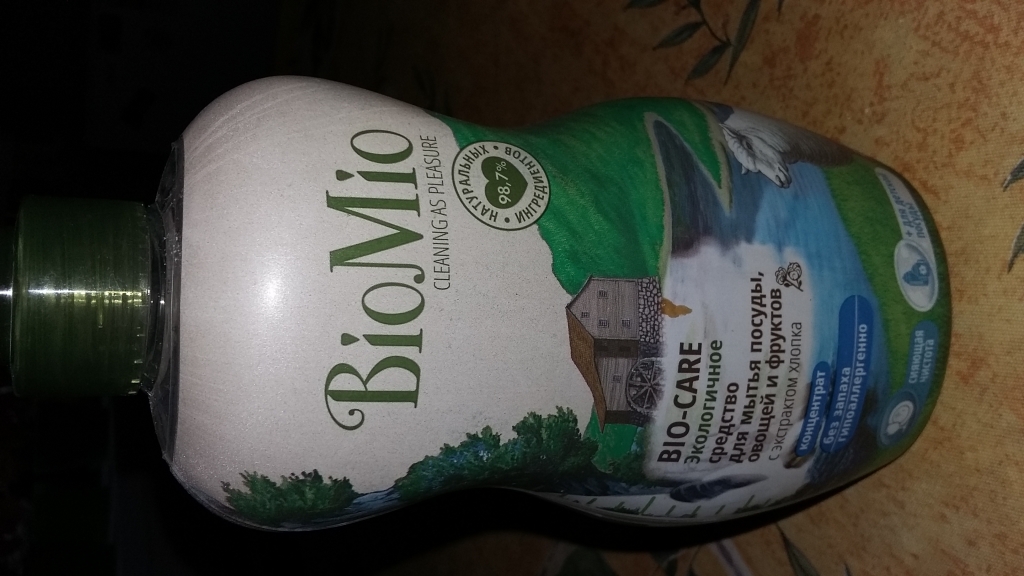 BioMio
CLEANING·AS PLEASURE
НАТУРАЛЬНЫХ • ИНГРЕДИЕНТОВ •
98,7%
BIO-CARE
Экологичное
средство
для мытья посуды,
овощей и фруктов
с экстрактом хлопка
концентрат
без запаха
гипоаллергенно
сияющая
чистота